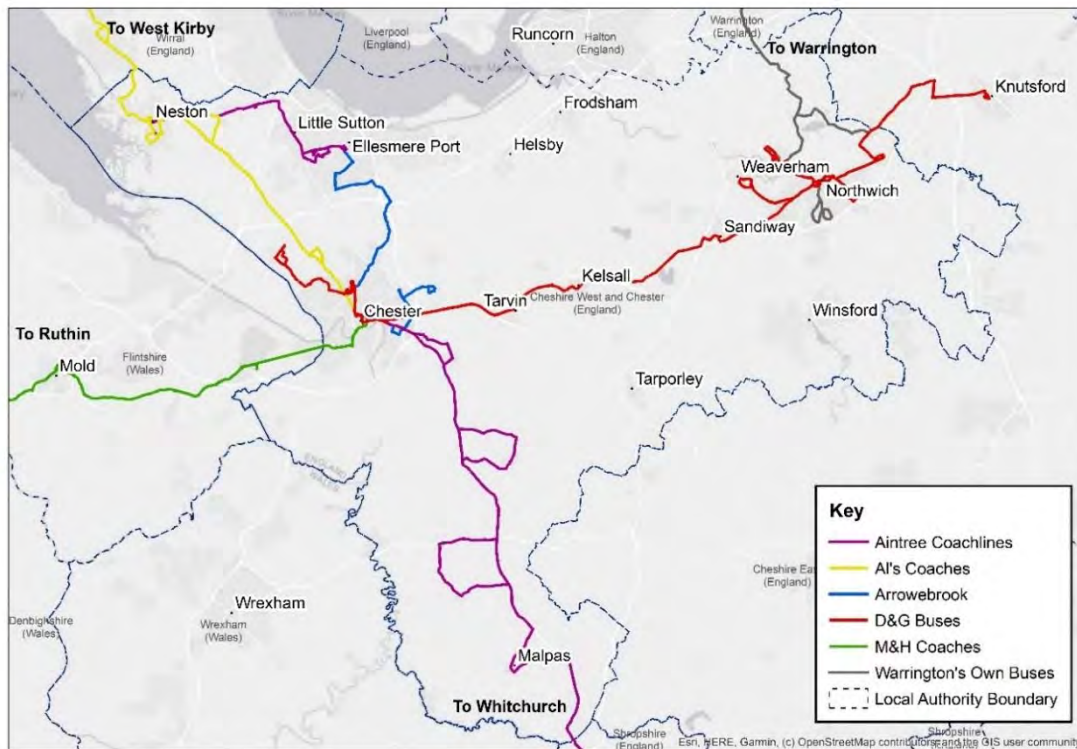 To West Kirby
Wirral
(England)
Liverpool
(England)
Runcorn
Halton
(England)
Warrington
(England)
To Warrington
Knutsford
Neston
Little Sutton
Ellesmere Port
Frodsham
Helsby
Weaverham
Northwich
Sandiway
Kelsall
Tarvin
Cheshire West and Chester
(England)
Chester
Winsford
To Ruthin
Mold
Flintshire
(Wales)
Tarporley
ENGLAND
WALES
Wrexham
Wrexham
(Wales)
Denbighshire
(Wales)
Malpas
To Whitchurch
Shropshire
(England)
Cheshire Ea
(England)
Shropshire
(England)
Key
Aintree Coachlines
Al's Coaches
Arrowebrook
D&G Buses
M&H Coaches
Warrington's Own Buses
Local Authority Boundary
Esri, HERE, Garmin, (c) OpenStreetMap contributors, and the GIS user community